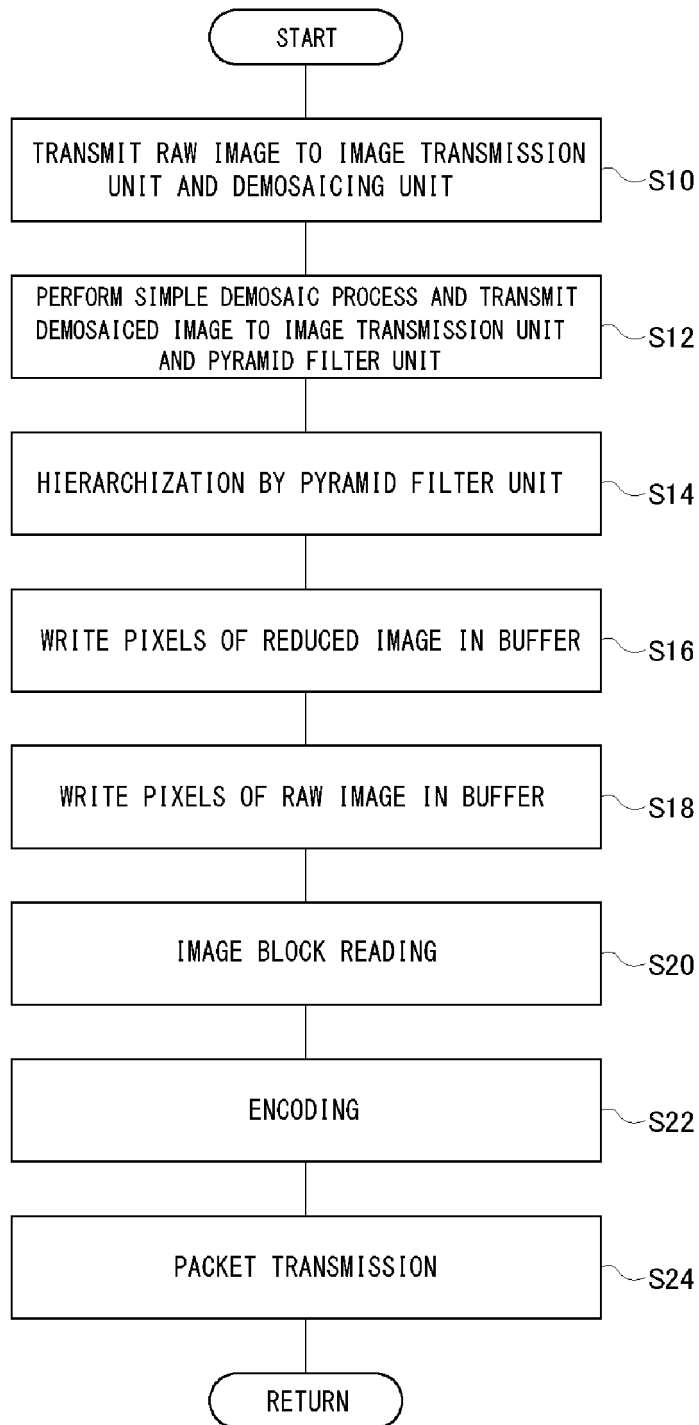 START
TRANSMIT RAW IMAGE TO IMAGE TRANSMISSION
UNIT AND DEMOSAICING UNIT
S10
PERFORM SIMPLE DEMOSAIC PROCESS AND TRANSMIT
DEMOSAICED IMAGE TO IMAGE TRANSMISSION UNIT
AND PYRAMID FILTER UNIT
S12
HIERARCHIZATION BY PYRAMID FILTER UNIT
S14
WRITE PIXELS OF REDUCED IMAGE IN BUFFER
S16
WRITE PIXELS OF RAW IMAGE IN BUFFER
S18
IMAGE BLOCK READING
S20
ENCODING
S22
PACKET TRANSMISSION
S24
RETURN